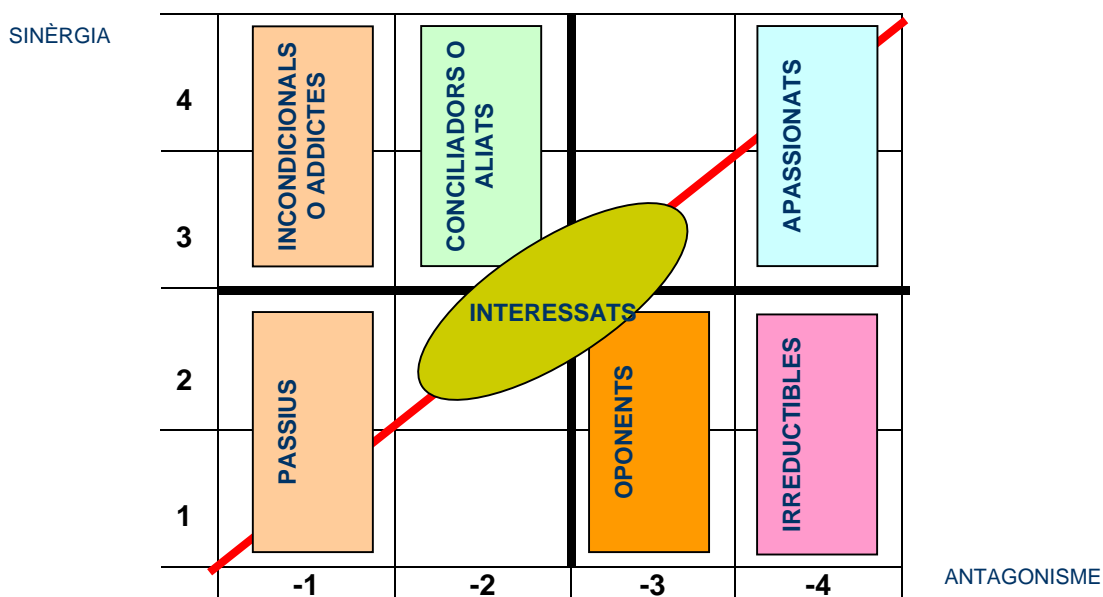 SINÈRGIA
4
3
2
1
INCONDICIONALS
O ADDICTES
CONCILIADORS O
ALIATS
APASSIONATS
INTERESSATS
PASSIUS
OPONENTS
IRREDUCTIBLES
-1
-2
-3
-4
ANTAGONISME